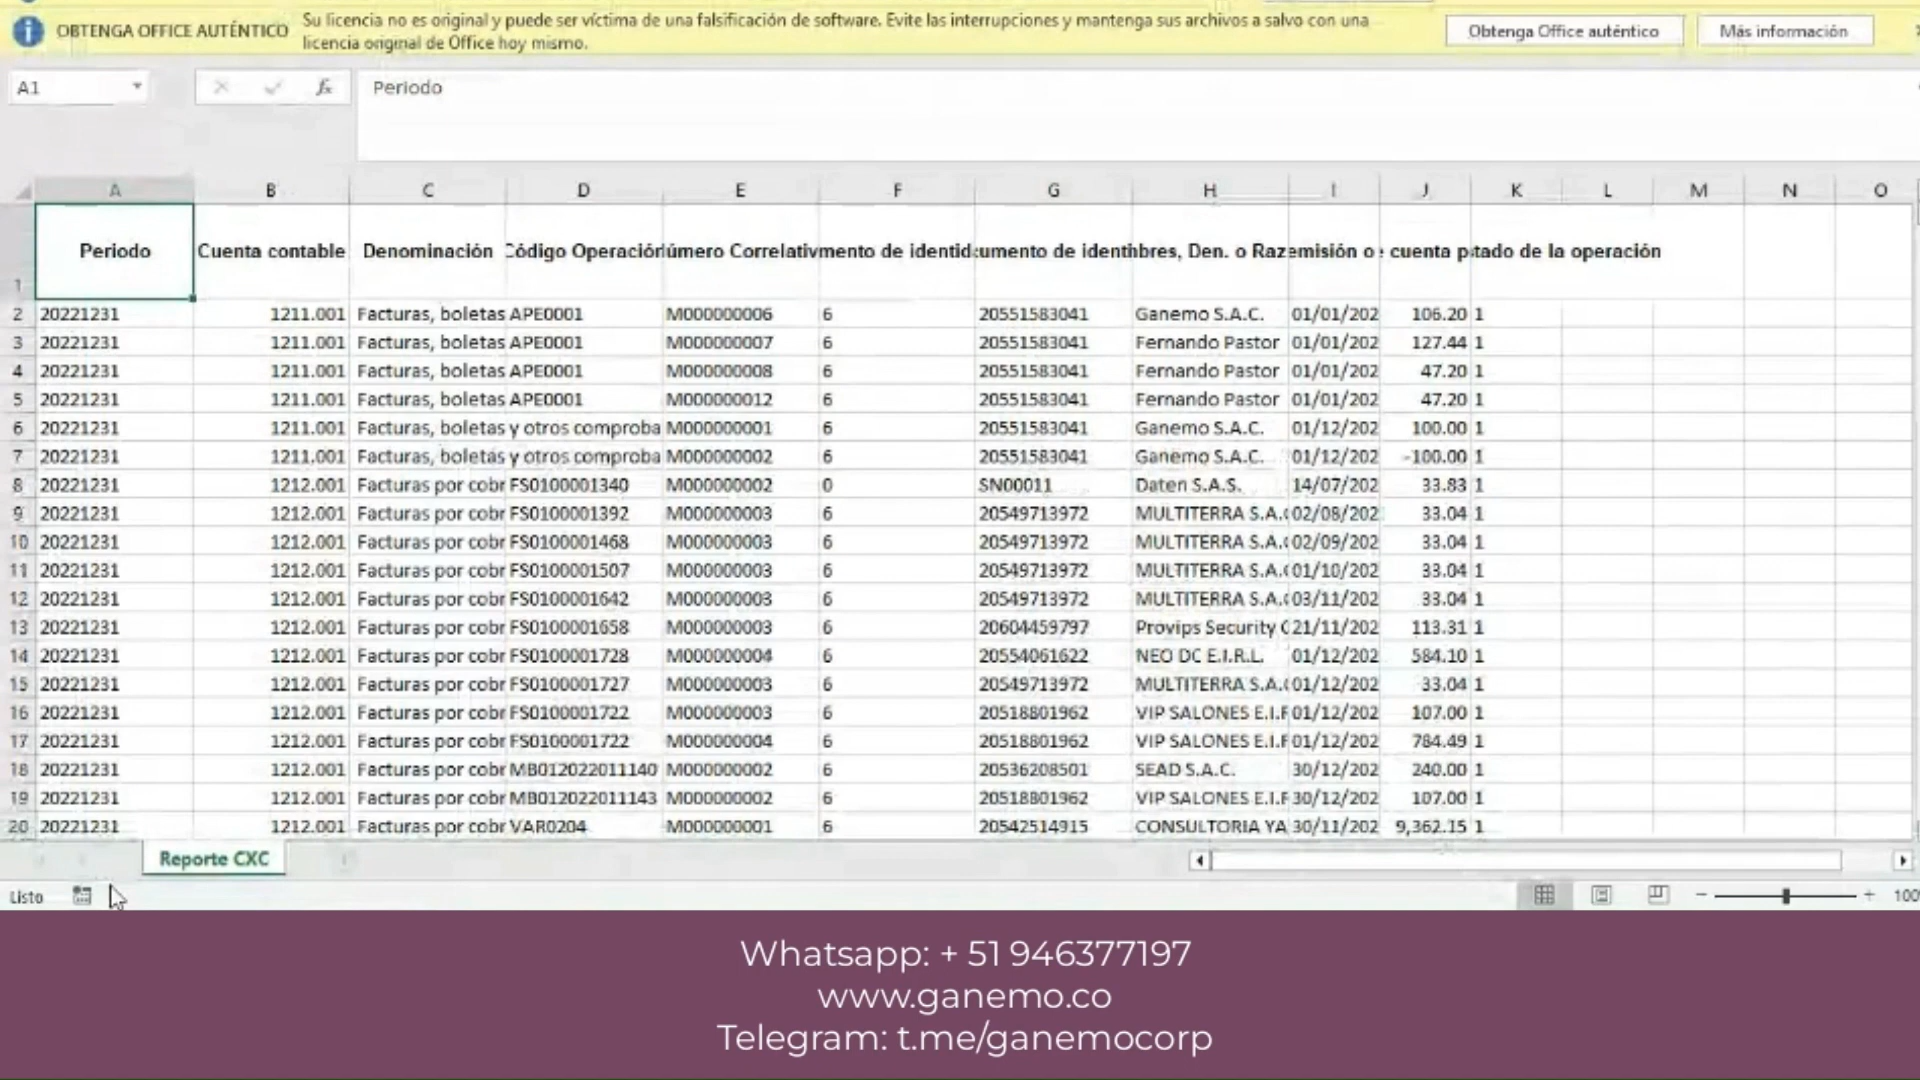 OBTENGA OFFICE AUTÉNTICO Su licencia no es original y puede ser víctima de una falsificación de software. Evite las interrupciones y mantenga sus archivos a salvo con una Obtenga Office auténtico Más información
licencia original de Office hoy mismo.
A1 fx Periodo
A B C D E F G H I J K L M N O
1 Periodo Cuenta contable Denominación Código Operación úmero Correlativ mento de identid umento de identi bres, Den. o Raz emisión o cuenta p tado de la operación
2 20221231 1211.001 Facturas, boletas APE0001 M000000006 6 20551583041 Ganemo S.A.C. 01/01/202 106.20 1
3 20221231 1211.001 Facturas, boletas APE0001 M000000007 6 20551583041 Fernando Pastor 01/01/202 127.44 1
4 20221231 1211.001 Facturas, boletas APE0001 M000000008 6 20551583041 Fernando Pastor 01/01/202 47.20 1
5 20221231 1211.001 Facturas, boletas APE0001 M000000012 6 20551583041 Fernando Pastor 01/01/202 47.20 1
6 20221231 1211.001 Facturas, boletas y otros comproba M000000001 6 20551583041 Ganemo S.A.C. 01/12/202 100.00 1
7 20221231 1211.001 Facturas, boletas y otros comproba M000000002 6 20551583041 Ganemo S.A.C. 01/12/202 -100.00 1
8 20221231 1212.001 Facturas por cobr FS0100001340 M000000002 0 SN00011 Daten S.A.S. 14/07/202 33.83 1
9 20221231 1212.001 Facturas por cobr FS0100001392 M000000003 6 20549713972 MULTITERRA S.A. 02/08/202 33.04 1
10 20221231 1212.001 Facturas por cobr FS0100001468 M000000003 6 20549713972 MULTITERRA S.A. 02/09/202 33.04 1
11 20221231 1212.001 Facturas por cobr FS0100001507 M000000003 6 20549713972 MULTITERRA S.A. 01/10/202 33.04 1
12 20221231 1212.001 Facturas por cobr FS0100001642 M000000003 6 20549713972 MULTITERRA S.A. 03/11/202 33.04 1
13 20221231 1212.001 Facturas por cobr FS0100001658 M000000003 6 20604459797 Provips Security 21/11/202 113.31 1
14 20221231 1212.001 Facturas por cobr FS0100001728 M000000004 6 20554061622 NEO DC E.I.R.L. 01/12/202 584.10 1
15 20221231 1212.001 Facturas por cobr FS0100001727 M000000003 6 20549713972 MULTITERRA S.A. 01/12/202 33.04 1
16 20221231 1212.001 Facturas por cobr FS0100001722 M000000003 6 20518801962 VIP SALONES E.I.F 01/12/202 107.00 1
17 20221231 1212.001 Facturas por cobr FS0100001722 M000000004 6 20518801962 VIP SALONES E.I.F 01/12/202 784.49 1
18 20221231 1212.001 Facturas por cobr MB012022011140 M000000002 6 20536208501 SEAD S.A.C. 30/12/202 240.00 1
19 20221231 1212.001 Facturas por cobr MB012022011143 M000000002 6 20518801962 VIP SALONES E.I.F 30/12/202 107.00 1
20 20221231 1212.001 Facturas por cobr VAR0204 M000000001 6 20542514915 CONSULTORIA YA 30/11/202 9,362.15 1
Reporte CXC
Listo 100
Whatsapp: + 51 946377197
www.ganemo.co
Telegram: t.me/ganemocorp